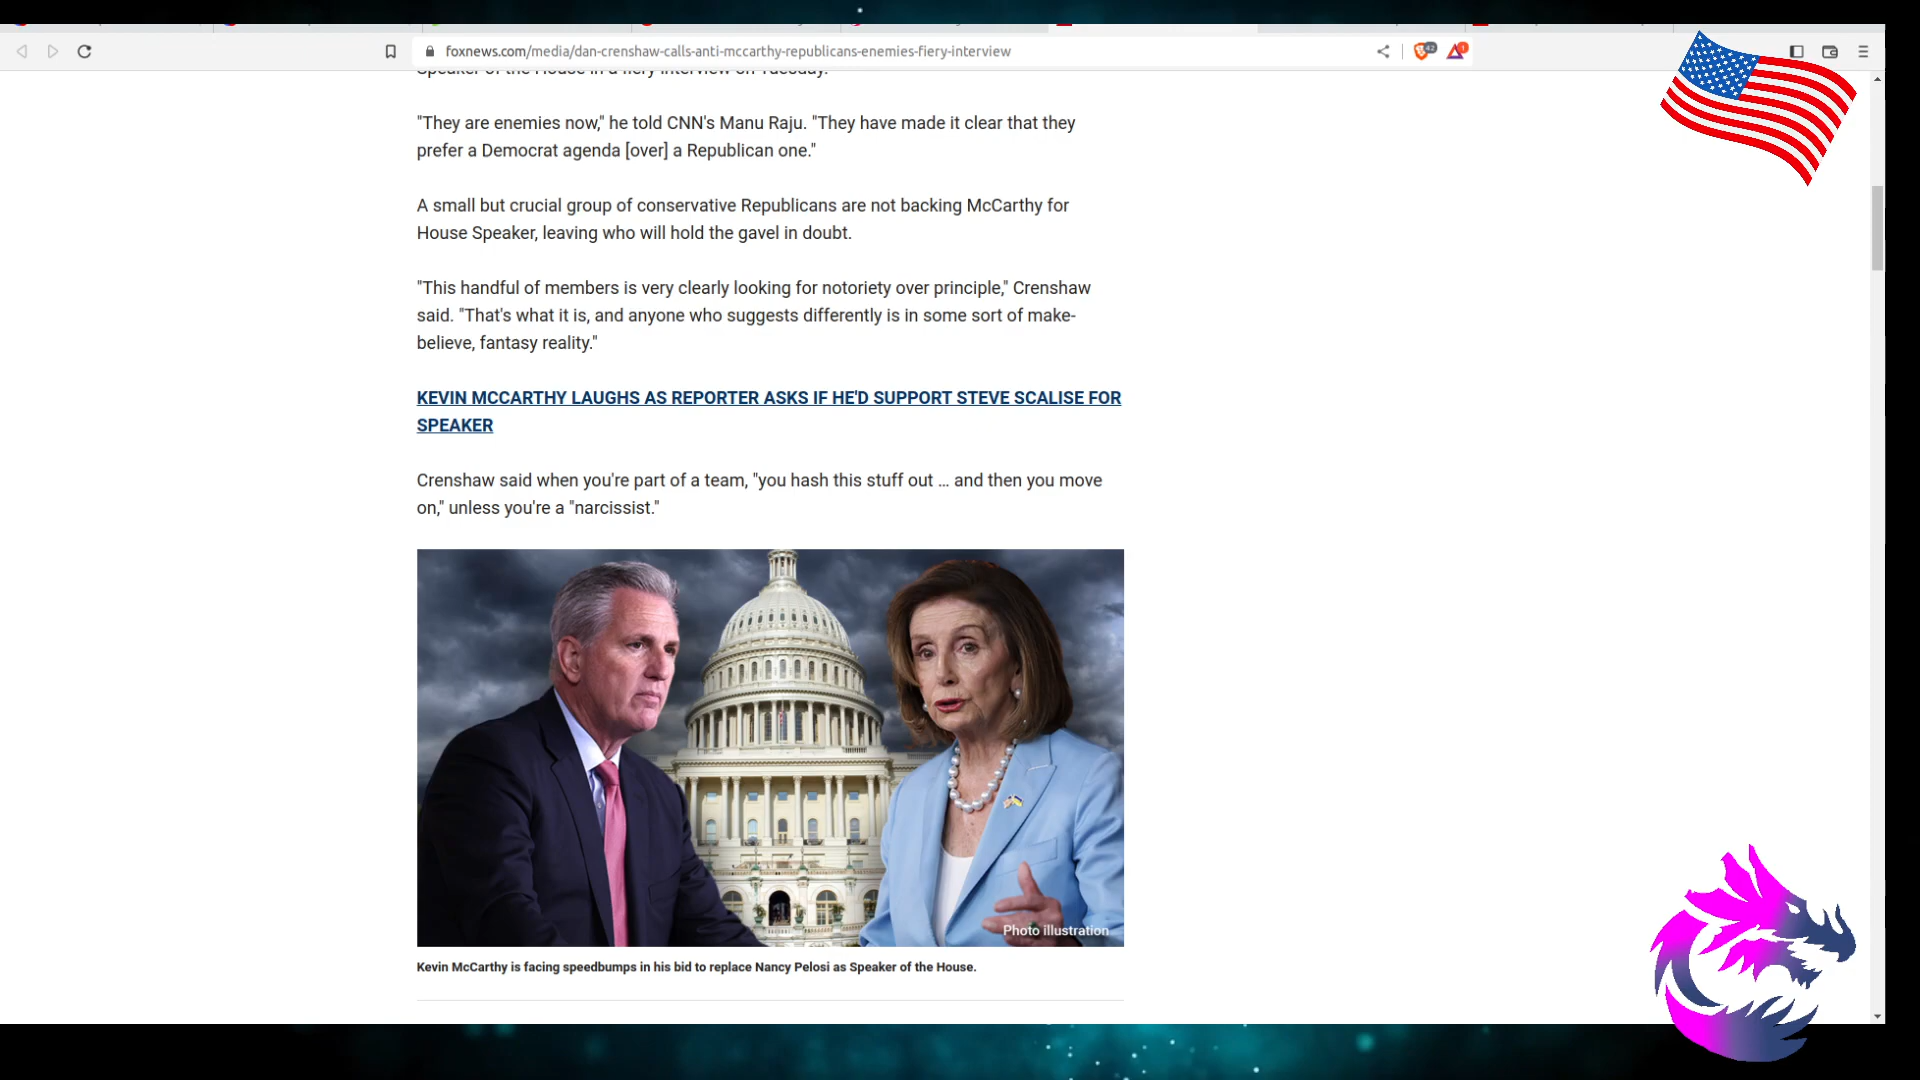 foxnews.com/media/dan-crenshaw-calls-anti-mccarthy-republicans-enemies-fiery-interview
42
1
Speaker of the House in a fiery interview on Tuesday.
"They are enemies now," he told CNN's Manu Raju. "They have made it clear that they
prefer a Democrat agenda [over] a Republican one."
A small but crucial group of conservative Republicans are not backing McCarthy for
House Speaker, leaving who will hold the gavel in doubt.
"This handful of members is very clearly looking for notoriety over principle," Crenshaw
said. "That's what it is, and anyone who suggests differently is in some sort of make-
believe, fantasy reality."
KEVIN MCCARTHY LAUGHS AS REPORTER ASKS IF HE'D SUPPORT STEVE SCALISE FOR
SPEAKER
Crenshaw said when you're part of a team, "you hash this stuff out … and then you move
on," unless you're a "narcissist."
Photo illustration
Kevin McCarthy is facing speedbumps in his bid to replace Nancy Pelosi as Speaker of the House.